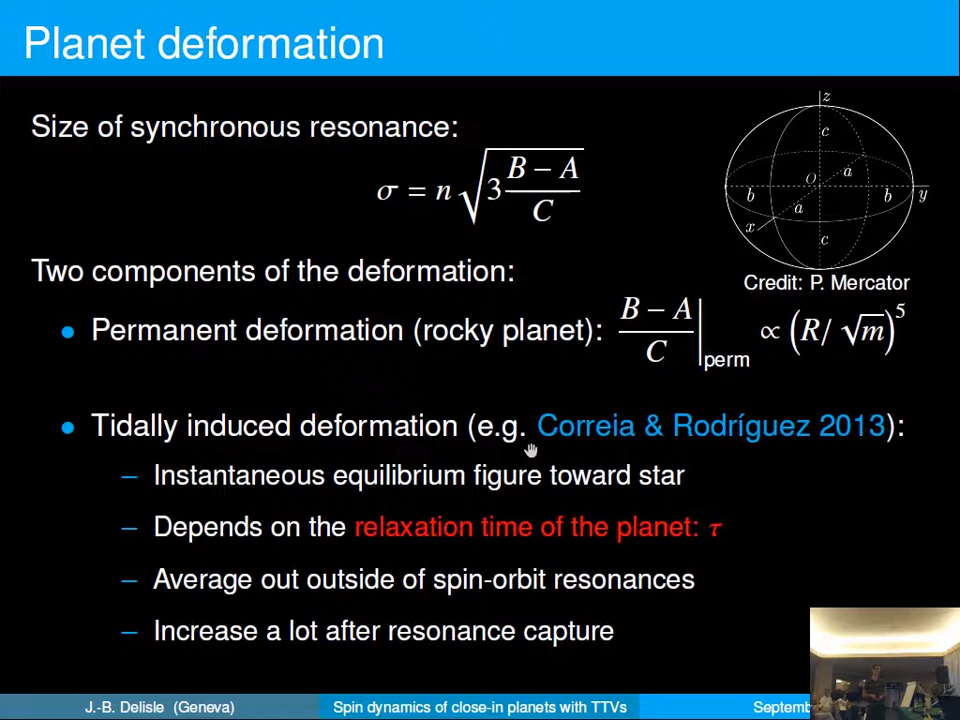 Planet deformation
Size of synchronous resonance:
σ = n √(3 (B − A)/C)
z
c
O
a
b
a
b
y
x
c
Credit: P. Mercator
Two components of the deformation:
• Permanent deformation (rocky planet): (B − A)/C |perm ∝ (R/ √m)^5
• Tidally induced deformation (e.g. Correia & Rodríguez 2013):
– Instantaneous equilibrium figure toward star
– Depends on the relaxation time of the planet: τ
– Average out outside of spin-orbit resonances
– Increase a lot after resonance capture
J.-B. Delisle (Geneva) Spin dynamics of close-in planets with TTVs